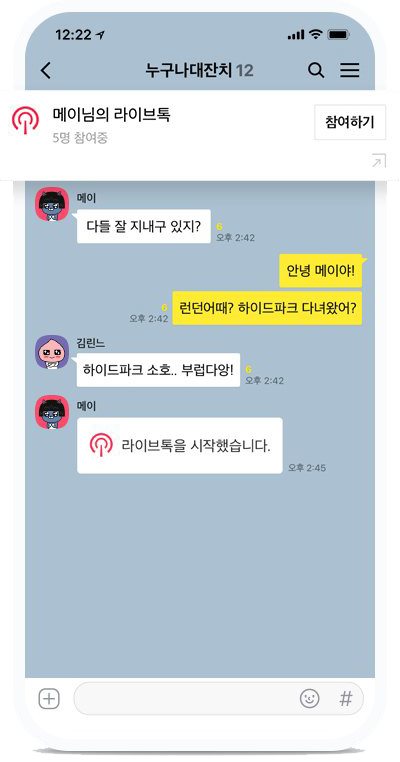 12:22
누구나대잔치 12
메이님의 라이브톡
5명 참여중
참여하기
메이
다들 잘 지내구 있지?
6
오후 2:42
안녕 메이야!
런던어때? 하이드파크 다녀왔어?
6
오후 2:42
김린느
하이드파크 소호.. 부럽다앙!
6
오후 2:42
메이
라이브톡을 시작했습니다.
오후 2:45
#